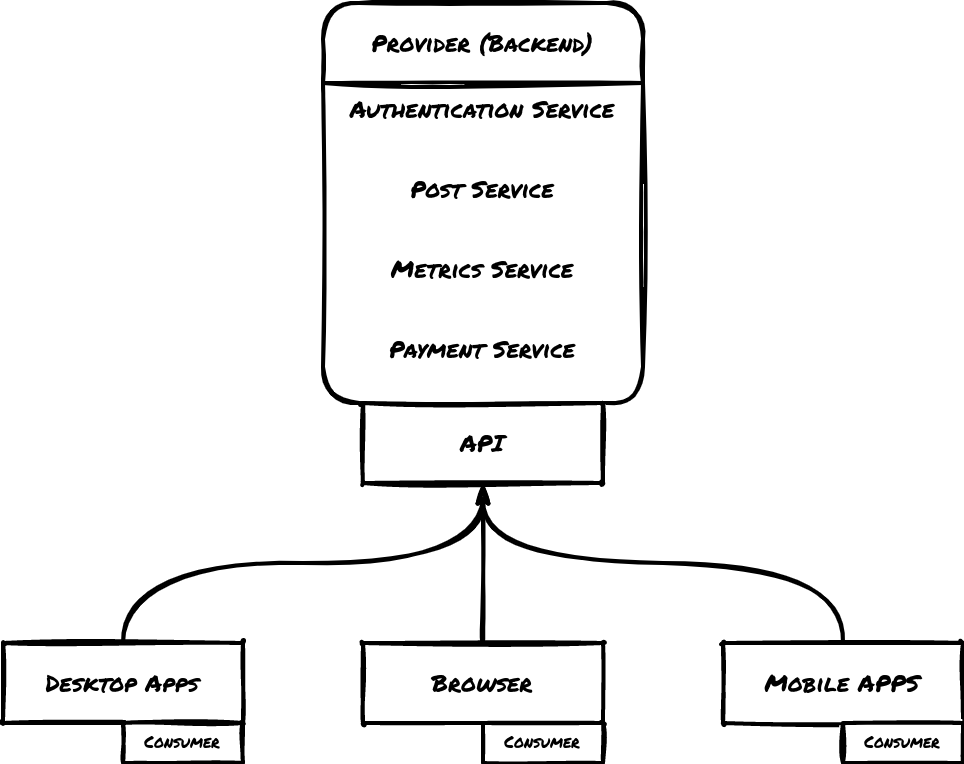 Provider (Backend)
Authentication Service
Post Service
Metrics Service
Payment Service
API
Desktop Apps
Browser
Mobile APPS
Consumer
Consumer
Consumer